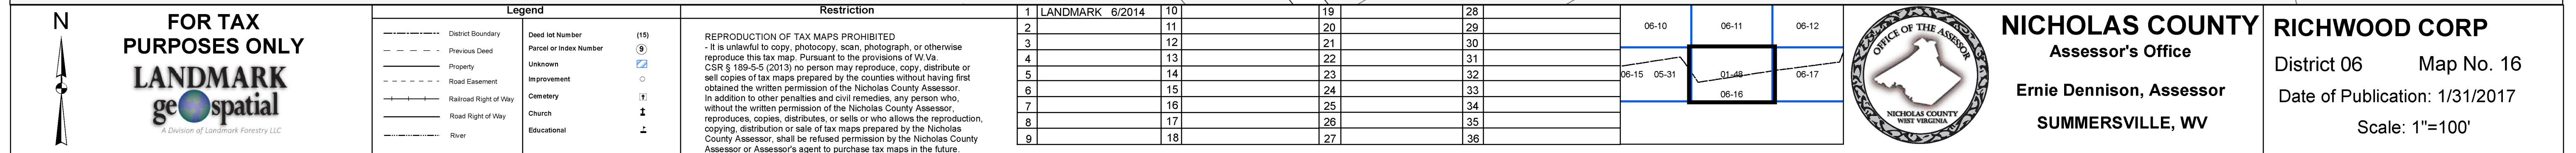 N
FOR TAX
PURPOSES ONLY
LANDMARK
geospatial
A Division of Landmark Forestry LLC
Legend
District Boundary
Previous Deed
Property
Road Easement
Railroad Right of Way
Road Right of Way
River
Deed lot Number (15)
Parcel or Index Number 9
Unknown
Improvement
Cemetery
Church
Educational
Restriction
REPRODUCTION OF TAX MAPS PROHIBITED
- It is unlawful to copy, photocopy, scan, photograph, or otherwise
reproduce this tax map. Pursuant to the provisions of W.Va.
CSR § 189-5-5 (2013) no person may reproduce, copy, distribute or
sell copies of tax maps prepared by the counties without having first
obtained the written permission of the Nicholas County Assessor.
In addition to other penalties and civil remedies, any person who,
without the written permission of the Nicholas County Assessor,
reproduces, copies, distributes, or sells or who allows the reproduction,
copying, distribution or sale of tax maps prepared by the Nicholas
County Assessor, shall be refused permission by the Nicholas County
Assessor or Assessor's agent to purchase tax maps in the future.
1 LANDMARK 6/2014 10 19 28
2 11 20 29
3 12 21 30
4 13 22 31
5 14 23 32
6 15 24 33
7 16 25 34
8 17 26 35
9 18 27 36
06-10 06-11 06-12
06-15 05-31 01-48 06-17
06-16
OFFICE OF THE ASSESSOR
NICHOLAS COUNTY
WEST VIRGINIA
NICHOLAS COUNTY
Assessor's Office
Ernie Dennison, Assessor
SUMMERSVILLE, WV
RICHWOOD CORP
District 06 Map No. 16
Date of Publication: 1/31/2017
Scale: 1"=100'